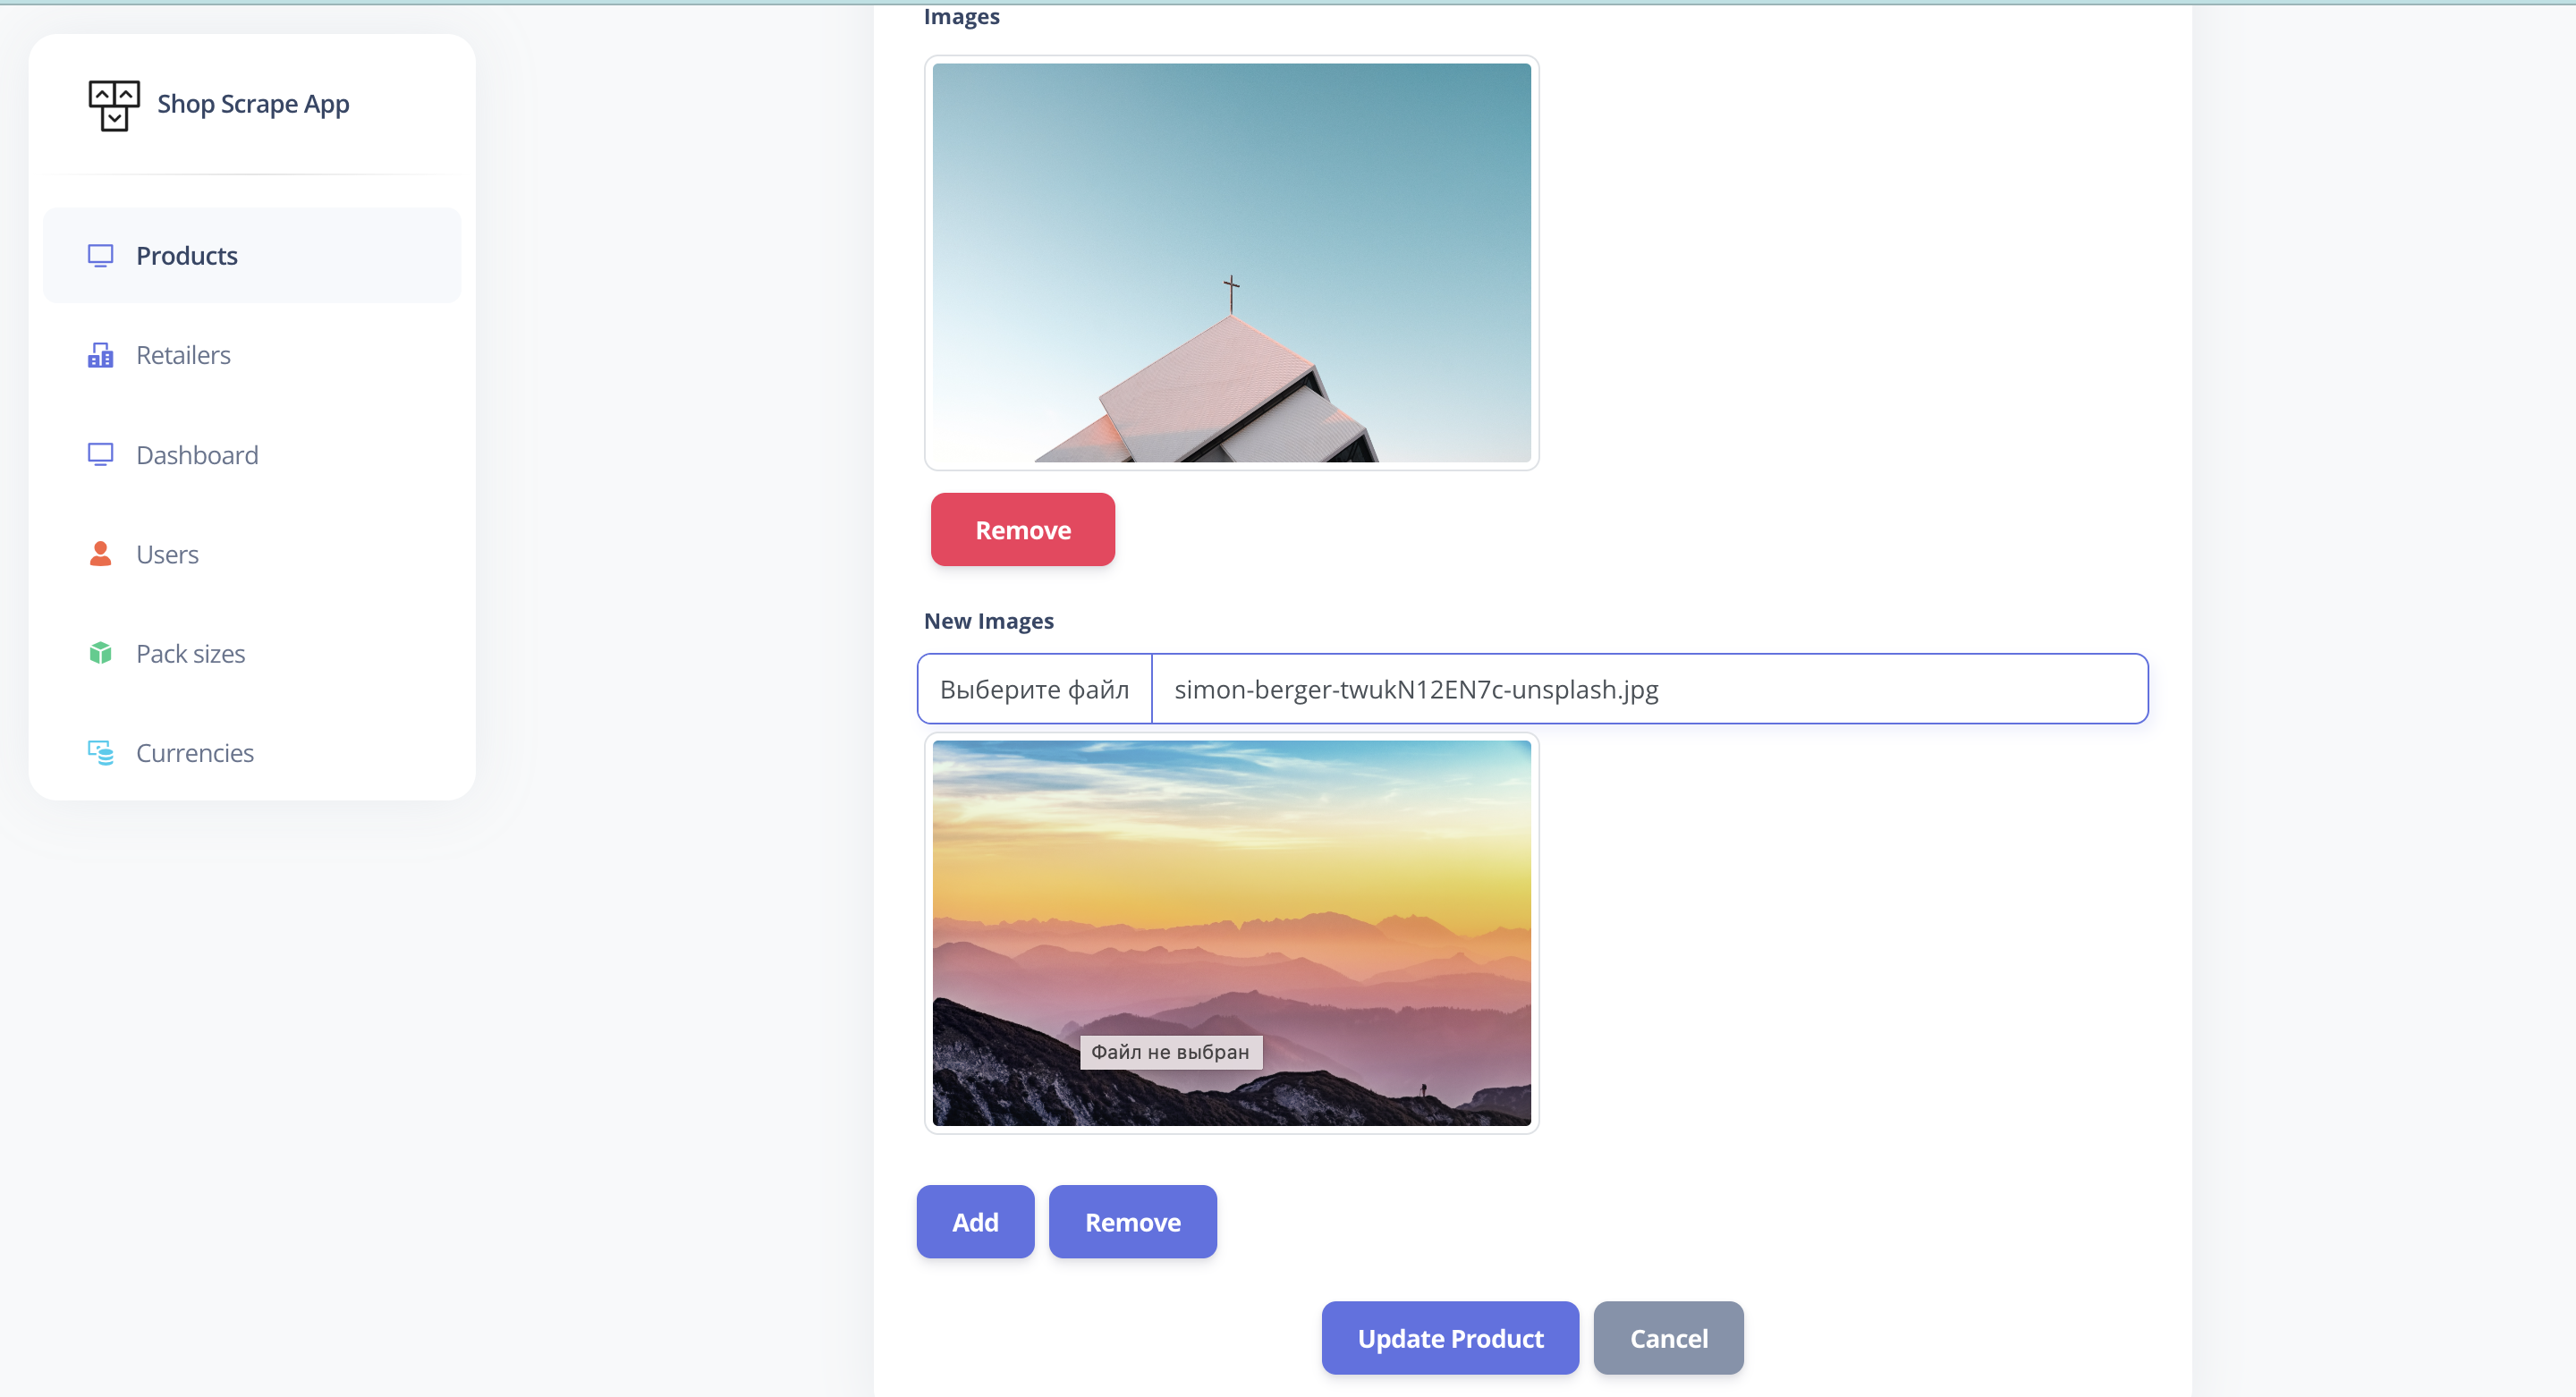 Shop Scrape App
Products
Retailers
Dashboard
Users
Pack sizes
Currencies
Images
Remove
New Images
Выберите файл simon-berger-twukN12EN7c-unsplash.jpg
Файл не выбран
Add Remove
Update Product Cancel